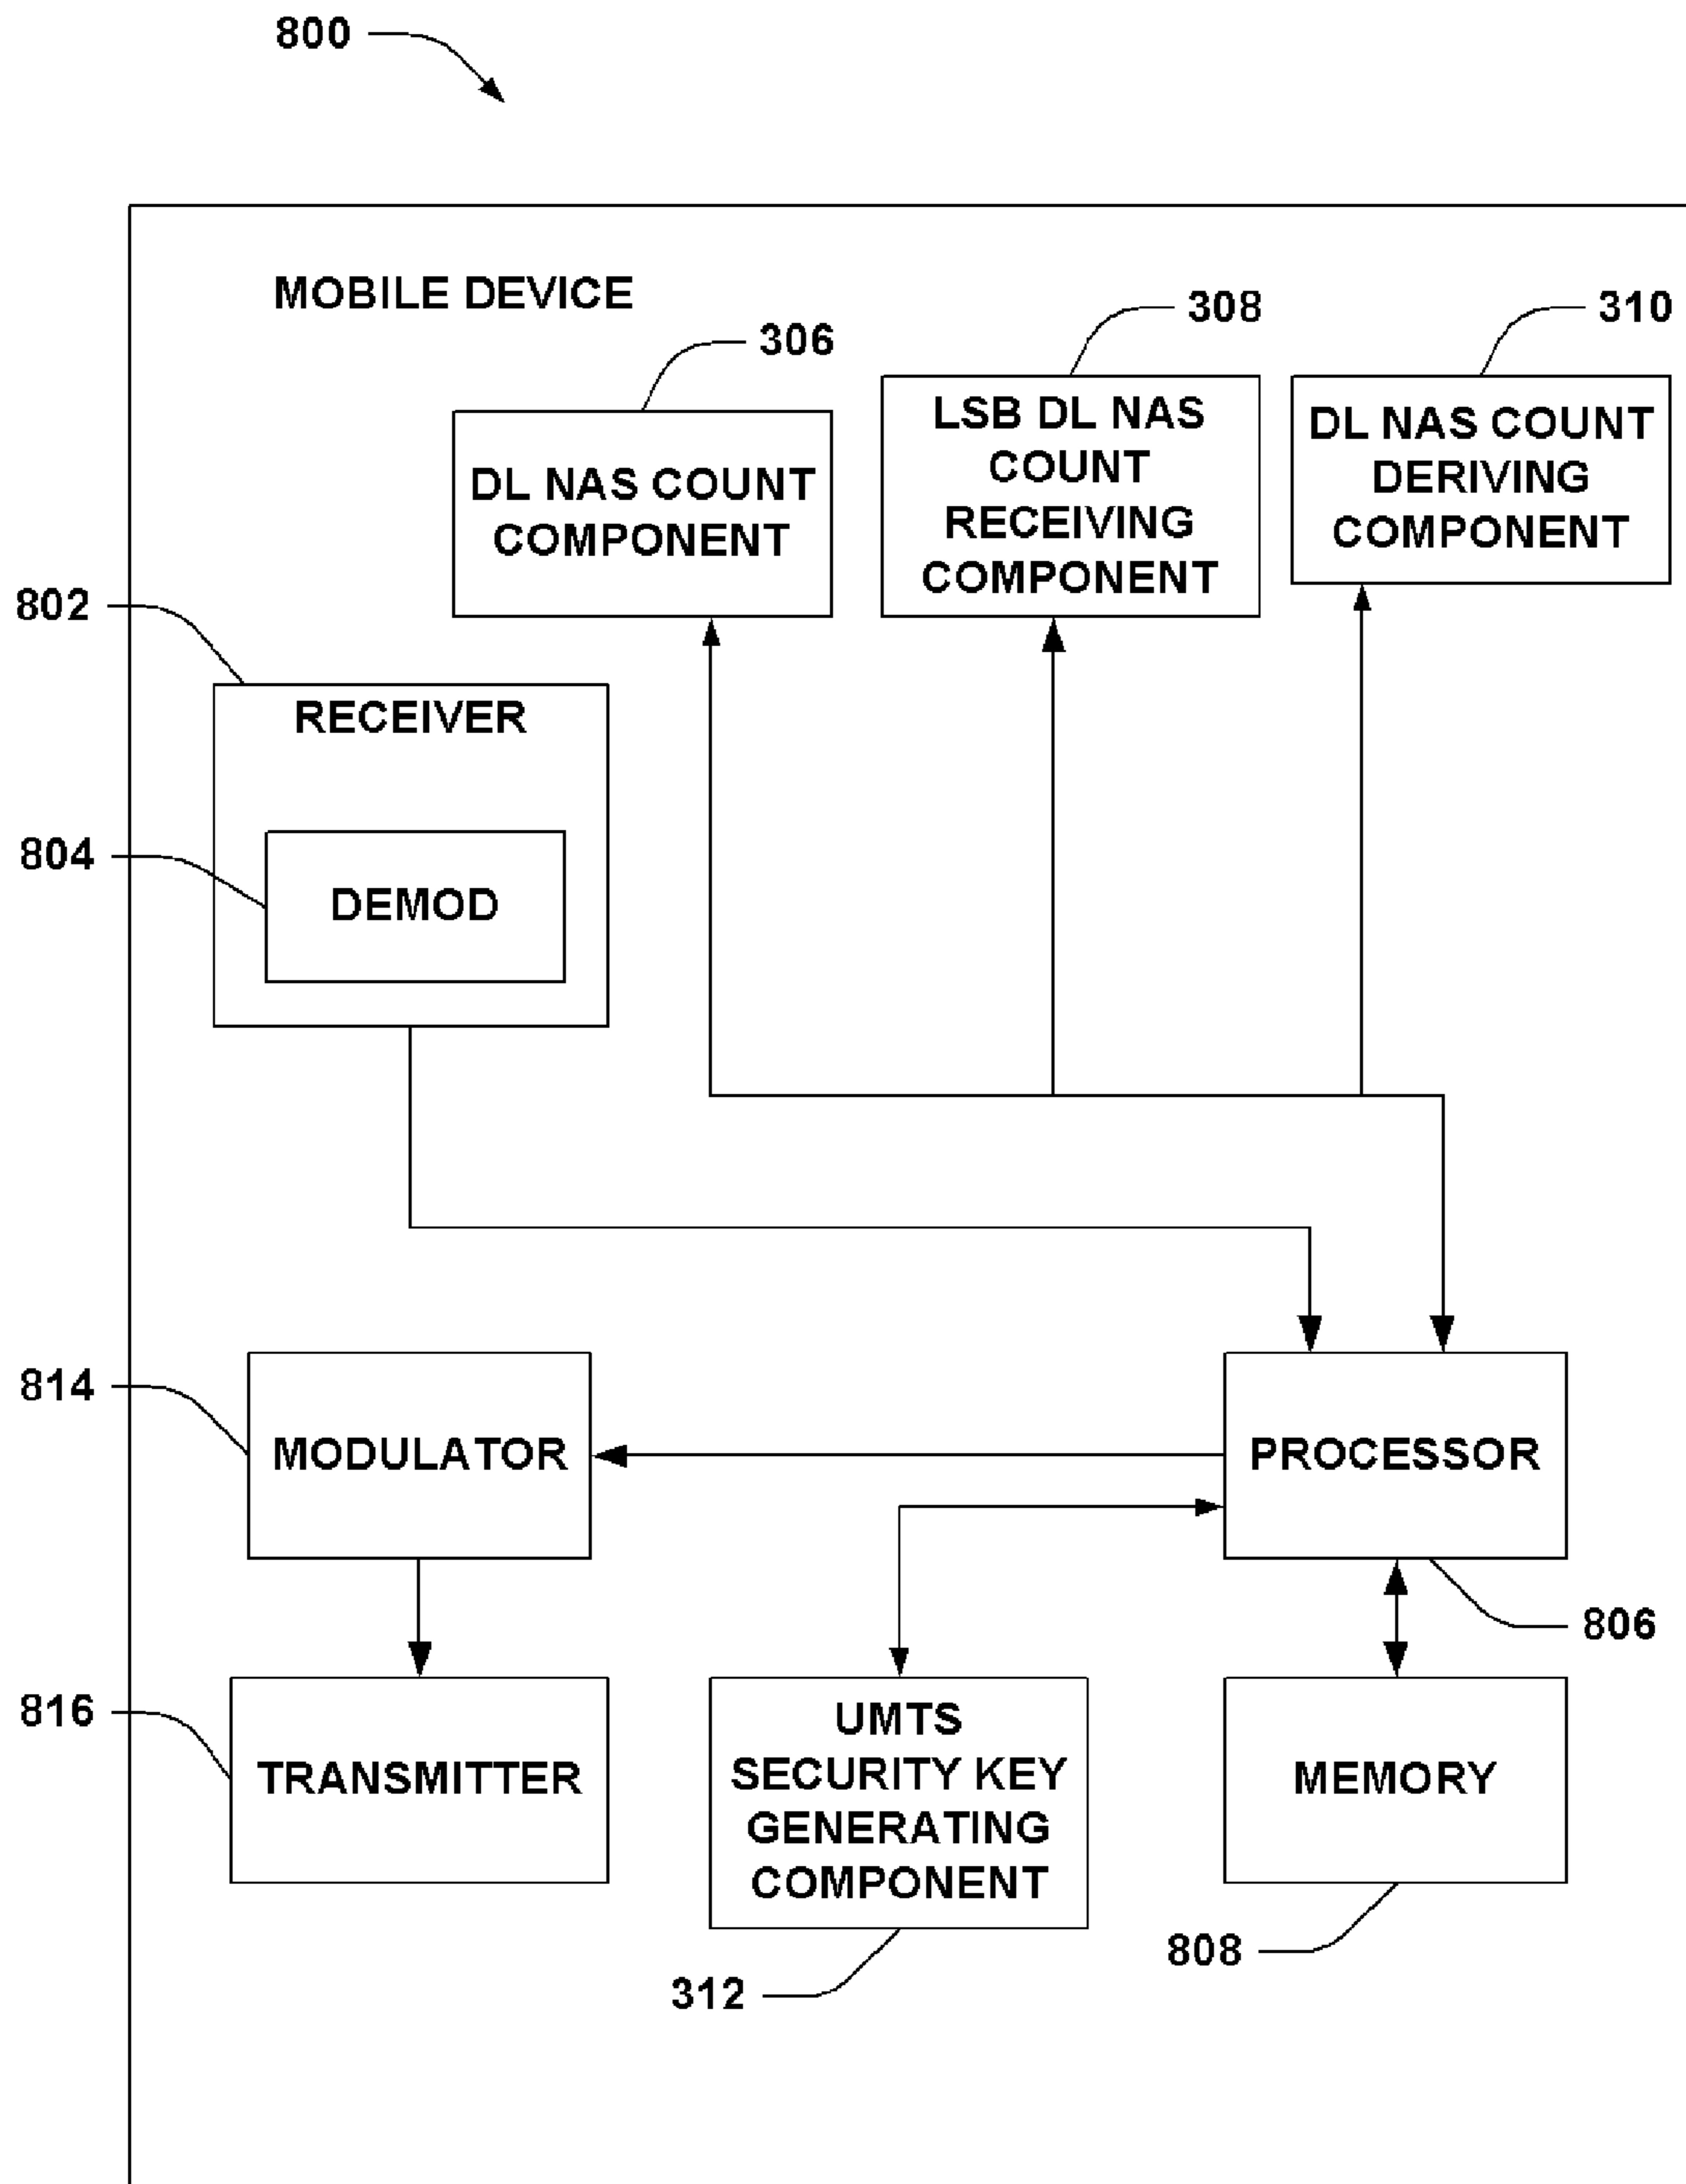 800
MOBILE DEVICE
306
308
310
DL NAS COUNT
COMPONENT
LSB DL NAS
COUNT
RECEIVING
COMPONENT
DL NAS COUNT
DERIVING
COMPONENT
802
RECEIVER
804
DEMOD
814
MODULATOR
PROCESSOR
806
816
TRANSMITTER
UMTS
SECURITY KEY
GENERATING
COMPONENT
MEMORY
312
808